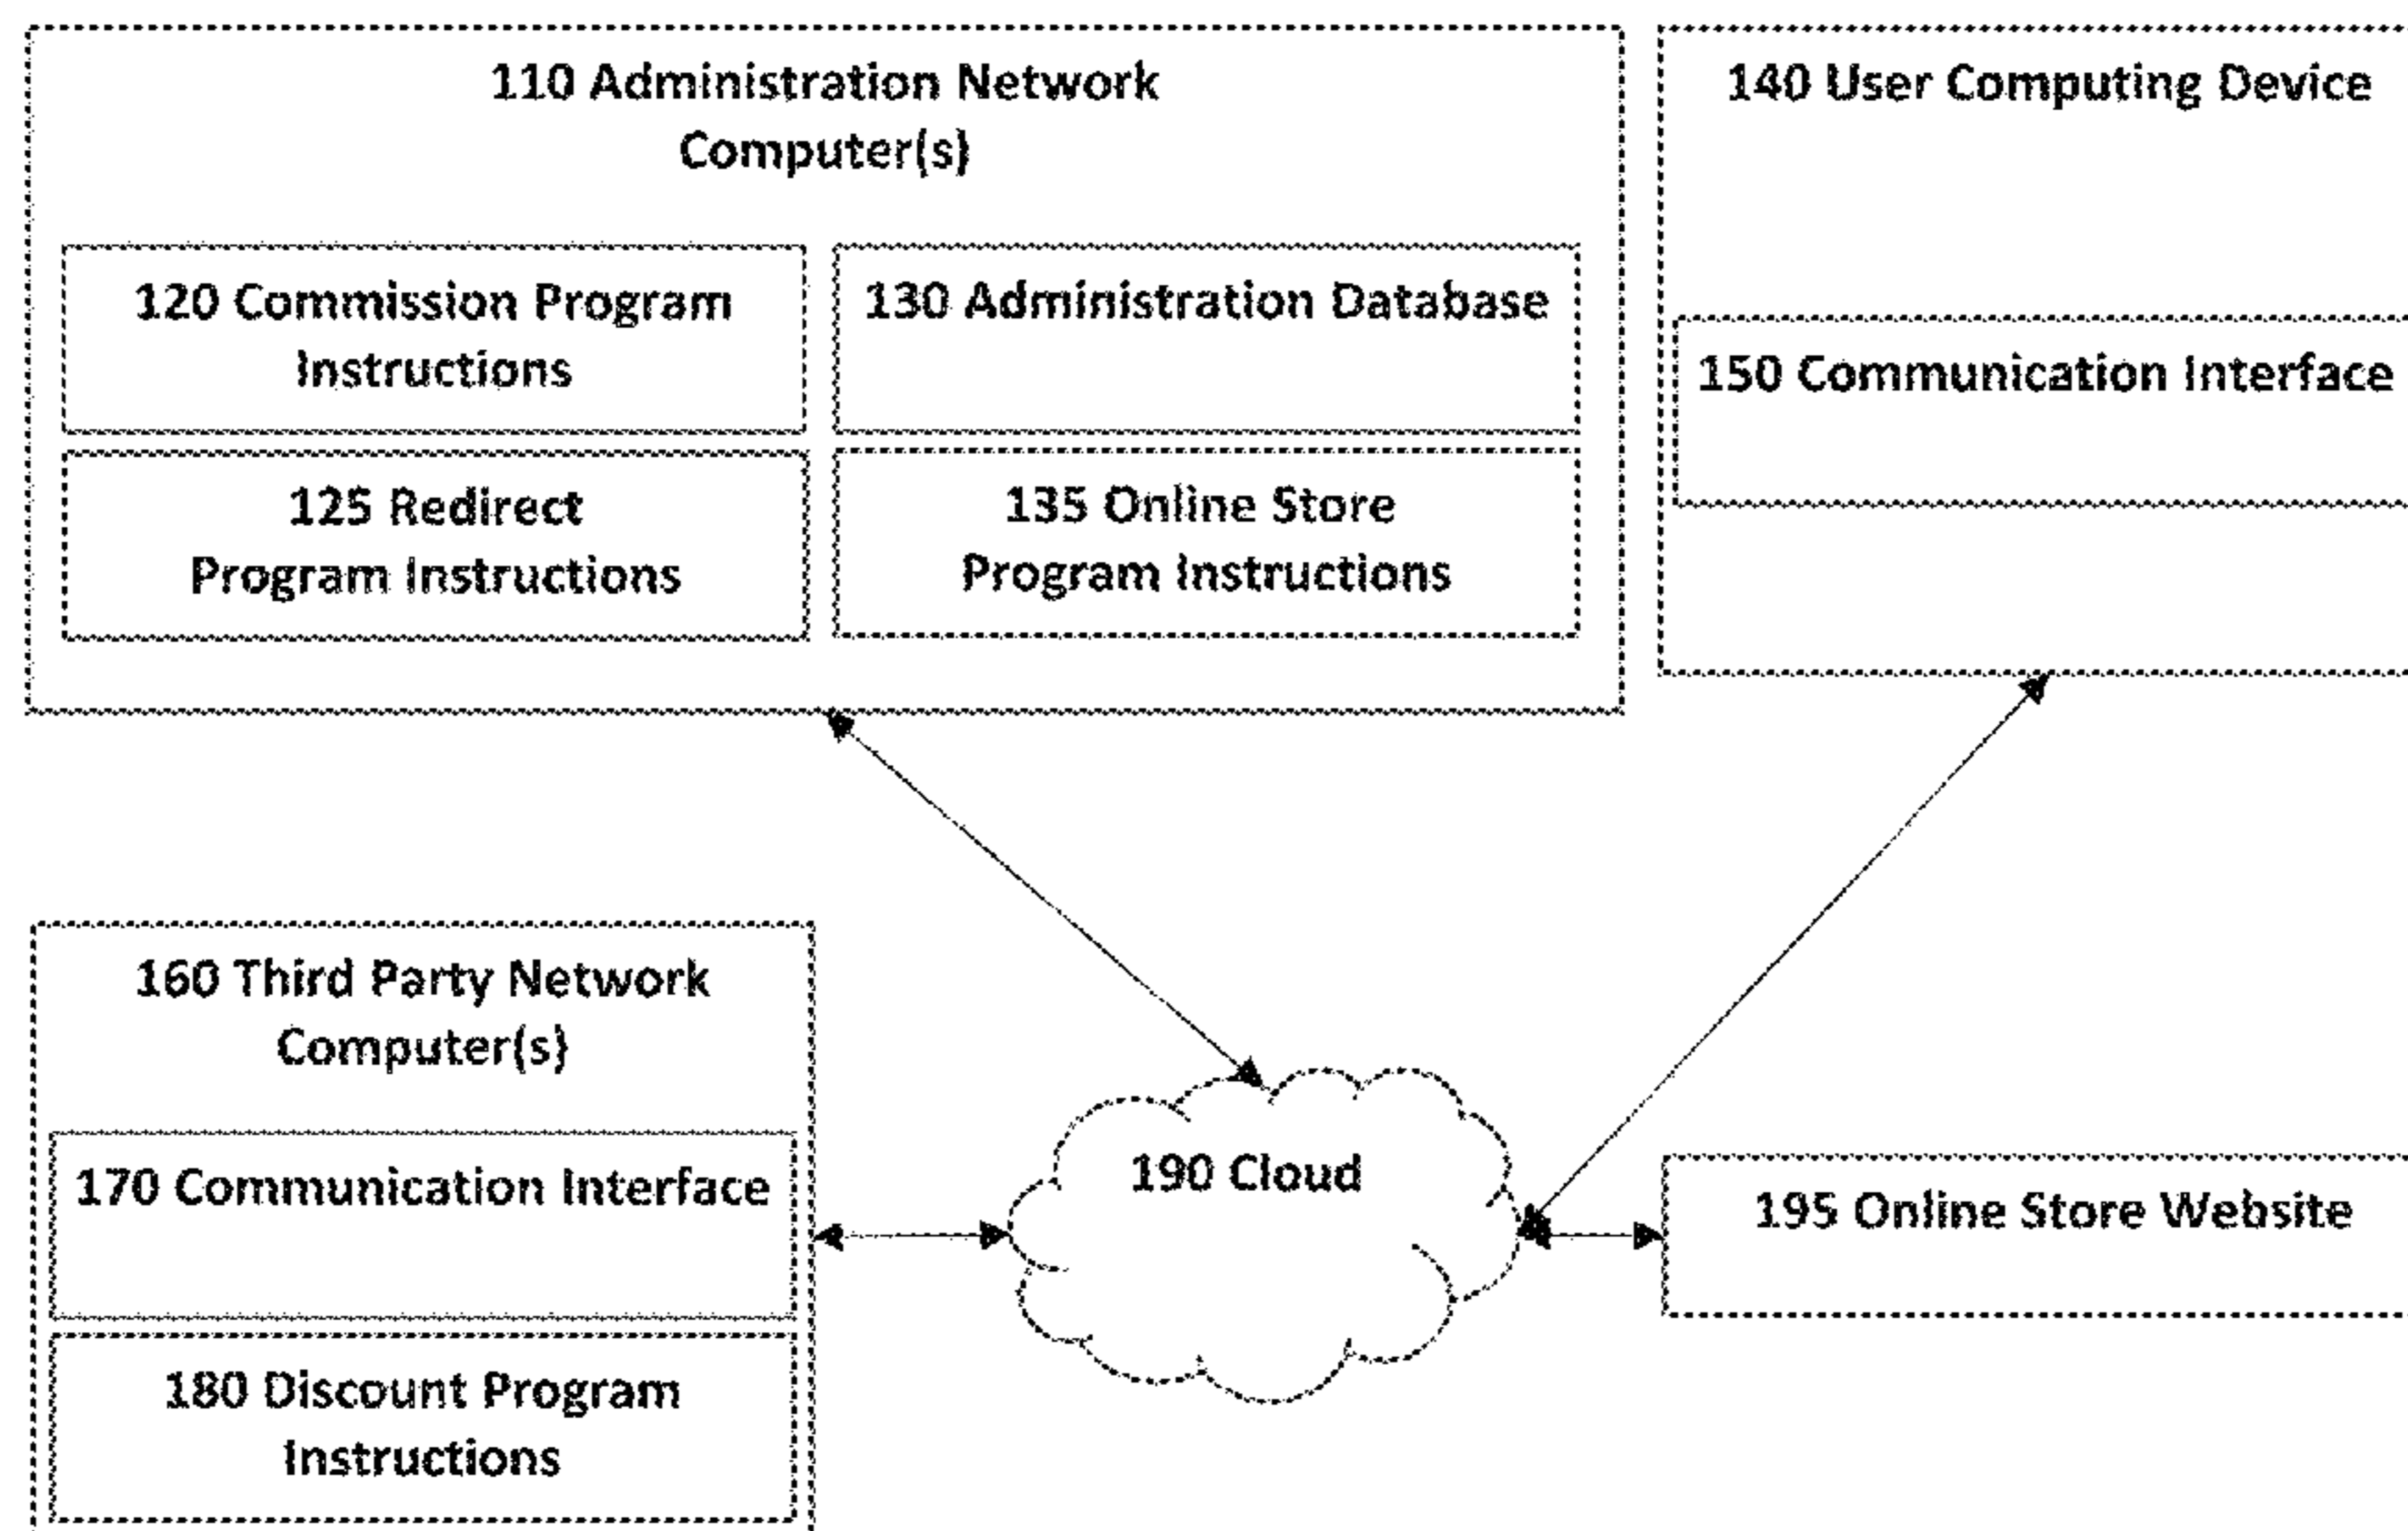 110 Administration Network
Computer(s)
120 Commission Program
Instructions
130 Administration Database
125 Redirect
Program Instructions
135 Online Store
Program Instructions
140 User Computing Device
150 Communication Interface
160 Third Party Network
Computer(s)
170 Communication Interface
180 Discount Program
Instructions
190 Cloud
195 Online Store Website